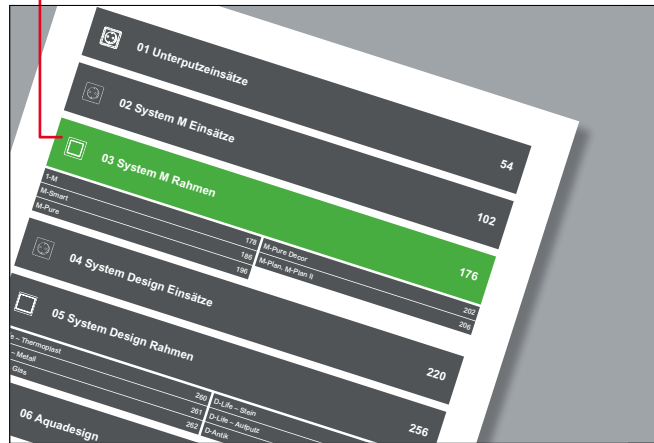 01 Unterputzeinsätze 54
02 System M Einsätze 102
03 System M Rahmen 176
1-M 178
M-Smart 186
M-Pure 196
M-Pure Decor 202
M-Plan, M-Plan II 206
04 System Design Einsätze 220
05 System Design Rahmen 256
e – Thermoplast 260
– Metall 261
Glas 262
D-Life – Stein
D-Life – Aufputz
D-Antik
06 Aquadesign